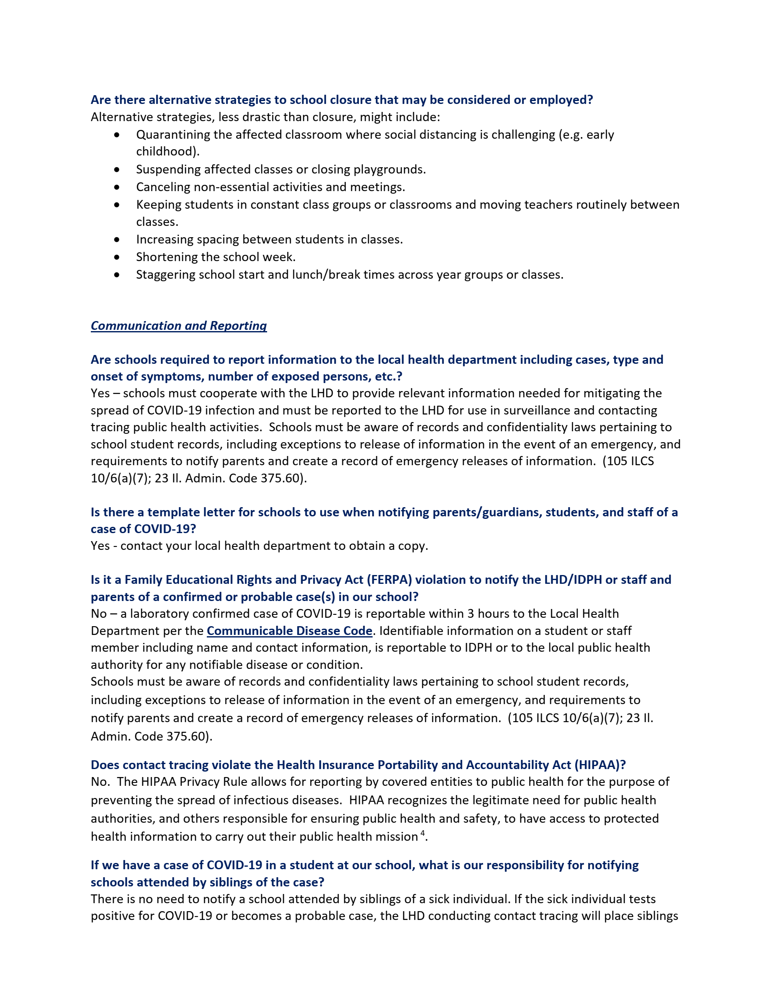 Are there alternative strategies to school closure that may be considered or employed?
Alternative strategies, less drastic than closure, might include:
• Quarantining the affected classroom where social distancing is challenging (e.g. early
childhood).
• Suspending affected classes or closing playgrounds.
• Canceling non-essential activities and meetings.
• Keeping students in constant class groups or classrooms and moving teachers routinely between
classes.
• Increasing spacing between students in classes.
• Shortening the school week.
• Staggering school start and lunch/break times across year groups or classes.
Communication and Reporting
Are schools required to report information to the local health department including cases, type and
onset of symptoms, number of exposed persons, etc.?
Yes – schools must cooperate with the LHD to provide relevant information needed for mitigating the
spread of COVID-19 infection and must be reported to the LHD for use in surveillance and contacting
tracing public health activities.  Schools must be aware of records and confidentiality laws pertaining to
school student records, including exceptions to release of information in the event of an emergency, and
requirements to notify parents and create a record of emergency releases of information.  (105 ILCS
10/6(a)(7); 23 Il. Admin. Code 375.60).
Is there a template letter for schools to use when notifying parents/guardians, students, and staff of a
case of COVID-19?
Yes - contact your local health department to obtain a copy.
Is it a Family Educational Rights and Privacy Act (FERPA) violation to notify the LHD/IDPH or staff and
parents of a confirmed or probable case(s) in our school?
No – a laboratory confirmed case of COVID-19 is reportable within 3 hours to the Local Health
Department per the Communicable Disease Code. Identifiable information on a student or staff
member including name and contact information, is reportable to IDPH or to the local public health
authority for any notifiable disease or condition.
Schools must be aware of records and confidentiality laws pertaining to school student records,
including exceptions to release of information in the event of an emergency, and requirements to
notify parents and create a record of emergency releases of information.  (105 ILCS 10/6(a)(7); 23 Il.
Admin. Code 375.60).
Does contact tracing violate the Health Insurance Portability and Accountability Act (HIPAA)?
No.  The HIPAA Privacy Rule allows for reporting by covered entities to public health for the purpose of
preventing the spread of infectious diseases.  HIPAA recognizes the legitimate need for public health
authorities, and others responsible for ensuring public health and safety, to have access to protected
health information to carry out their public health mission 4.
If we have a case of COVID-19 in a student at our school, what is our responsibility for notifying
schools attended by siblings of the case?
There is no need to notify a school attended by siblings of a sick individual. If the sick individual tests
positive for COVID-19 or becomes a probable case, the LHD conducting contact tracing will place siblings